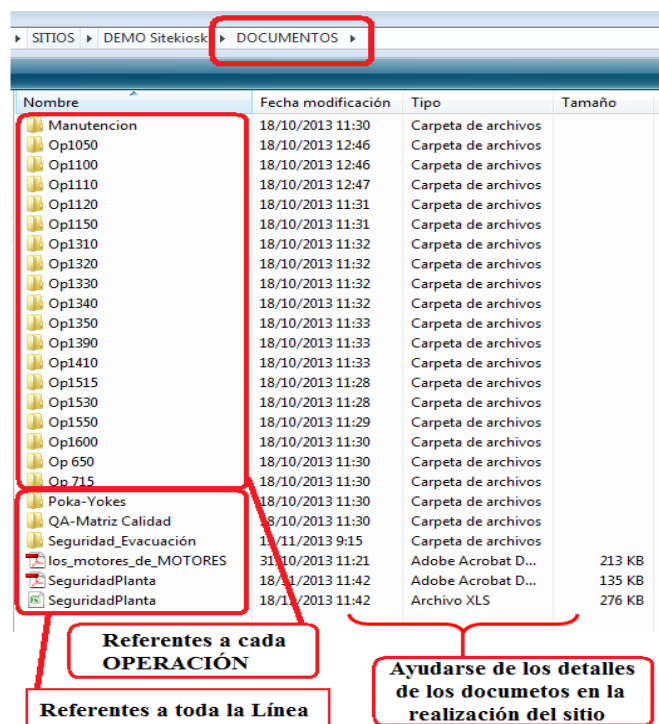 SITIOS DEMO Sitekiosk DOCUMENTOS
Nombre Fecha modificación Tipo Tamaño
Manutencion 18/10/2013 11:30 Carpeta de archivos
Op1050 18/10/2013 12:46 Carpeta de archivos
Op1100 18/10/2013 12:46 Carpeta de archivos
Op1110 18/10/2013 12:47 Carpeta de archivos
Op1120 18/10/2013 11:31 Carpeta de archivos
Op1150 18/10/2013 11:31 Carpeta de archivos
Op1310 18/10/2013 11:32 Carpeta de archivos
Op1320 18/10/2013 11:32 Carpeta de archivos
Op1330 18/10/2013 11:32 Carpeta de archivos
Op1340 18/10/2013 11:32 Carpeta de archivos
Op1350 18/10/2013 11:33 Carpeta de archivos
Op1390 18/10/2013 11:33 Carpeta de archivos
Op1410 18/10/2013 11:33 Carpeta de archivos
Op1515 18/10/2013 11:28 Carpeta de archivos
Op1530 18/10/2013 11:28 Carpeta de archivos
Op1550 18/10/2013 11:29 Carpeta de archivos
Op1600 18/10/2013 11:30 Carpeta de archivos
Op 650 18/10/2013 11:30 Carpeta de archivos
Op 715 18/10/2013 11:30 Carpeta de archivos
Poka-Yokes 18/10/2013 11:30 Carpeta de archivos
QA-Matriz Calidad 18/10/2013 11:30 Carpeta de archivos
Seguridad_Evacuación 9:15 Carpeta de archivos
los_motores_de_MOTORES 31/10/2013 11:21 Adobe Acrobat D... 213 KB
SeguridadPlanta 11:42 Adobe Acrobat D... 135 KB
SeguridadPlanta 11:42 Archivo XLS 276 KB
Referentes a cada
OPERACIÓN
Ayudarse de los detalles
de los documetos en la
realización del sitio
Referentes a toda la Línea